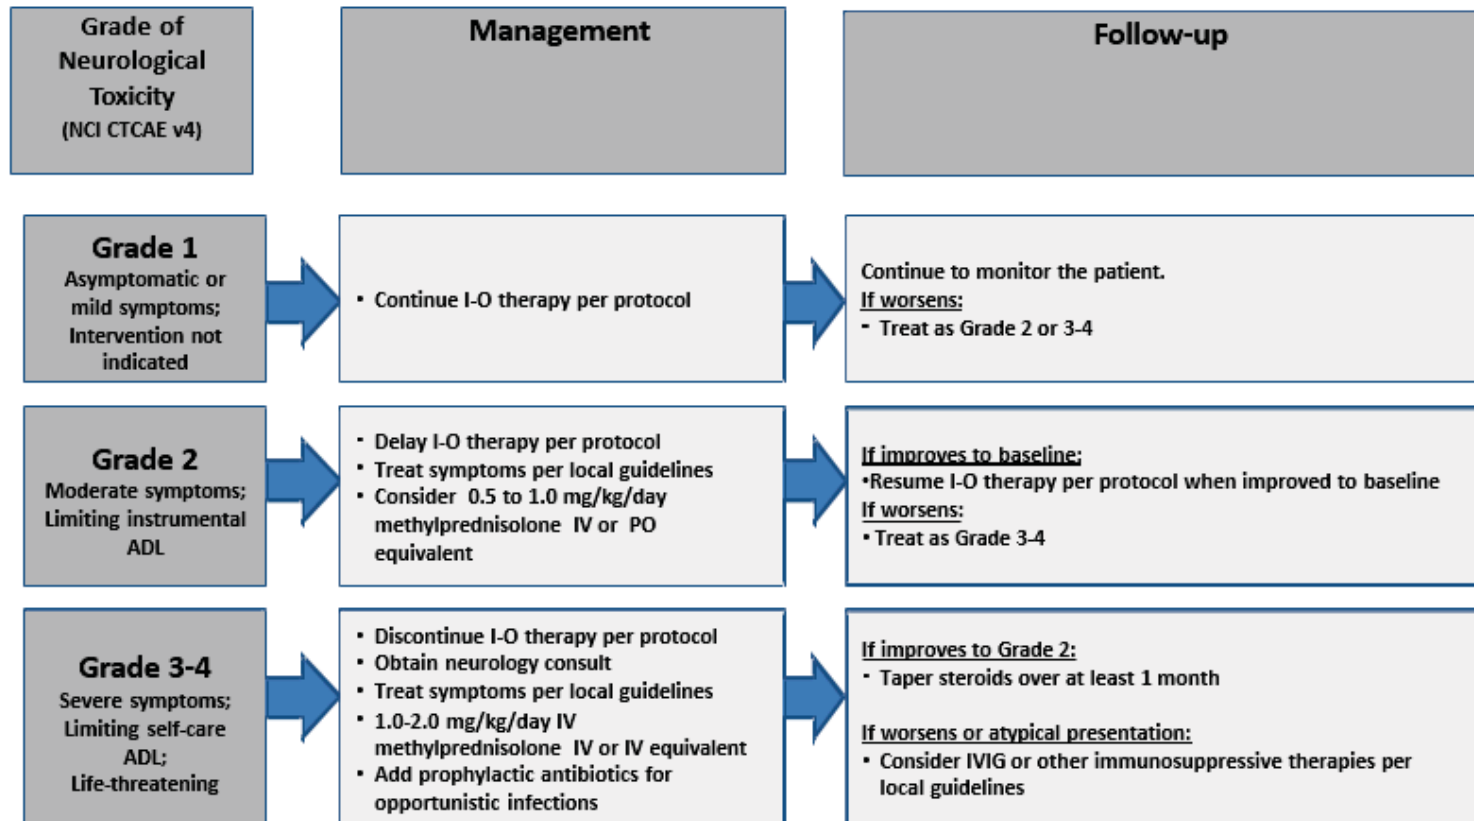 Grade of
Neurological
Toxicity
(NCI CTCAE v4)
Management
Follow-up
Grade 1
Asymptomatic or
mild symptoms;
Intervention not
indicated
• Continue I-O therapy per protocol
Continue to monitor the patient.
If worsens:
- Treat as Grade 2 or 3-4
Grade 2
Moderate symptoms;
Limiting instrumental
ADL
• Delay I-O therapy per protocol
• Treat symptoms per local guidelines
• Consider 0.5 to 1.0 mg/kg/day
methylprednisolone IV or PO
equivalent
If improves to baseline:
•Resume I-O therapy per protocol when improved to baseline
If worsens:
• Treat as Grade 3-4
Grade 3-4
Severe symptoms;
Limiting self-care
ADL;
Life-threatening
• Discontinue I-O therapy per protocol
• Obtain neurology consult
• Treat symptoms per local guidelines
• 1.0-2.0 mg/kg/day IV
methylprednisolone IV or IV equivalent
• Add prophylactic antibiotics for
opportunistic infections
If improves to Grade 2:
• Taper steroids over at least 1 month
If worsens or atypical presentation:
• Consider IVIG or other immunosuppressive therapies per
local guidelines